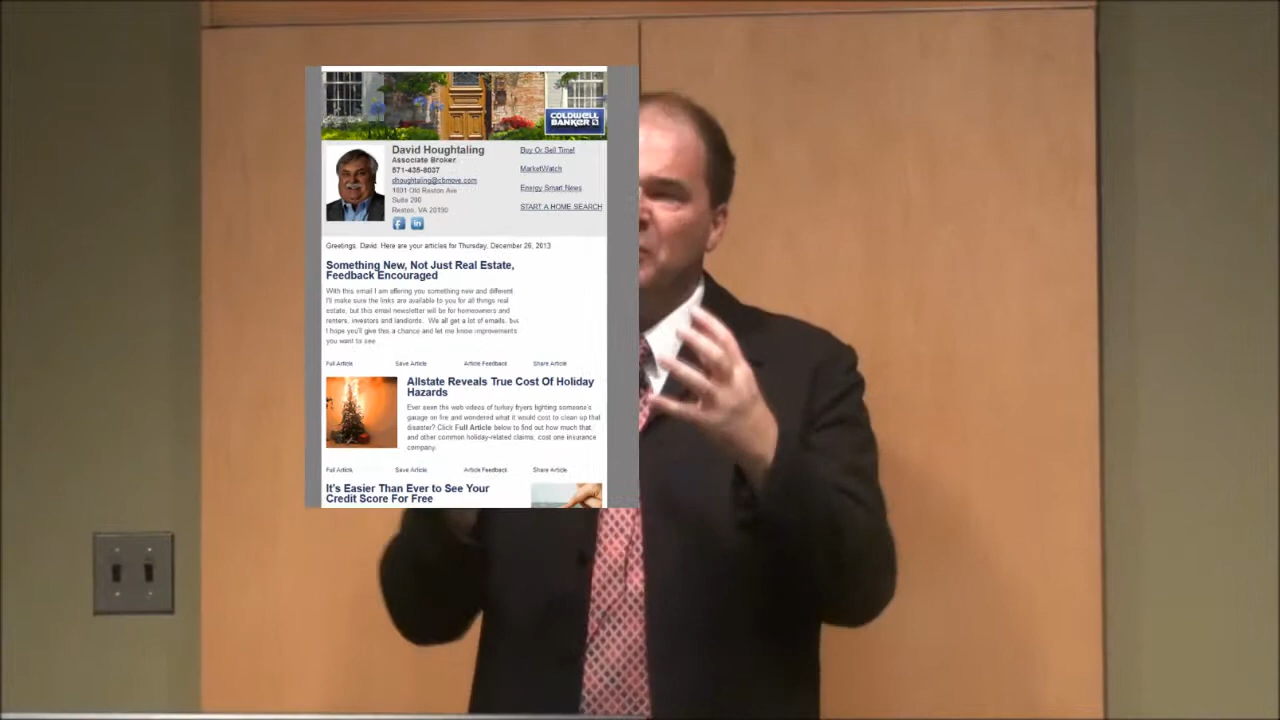 COLDWELL
BANKER
David Houghtaling
Associate Broker
571-435-8037
dhoughtaling@cbmove.com
1801 Old Reston Ave
Suite 200
Reston, VA 20190
Buy Or Sell Time!
MarketWatch
Energy Smart News
START A HOME SEARCH
Greetings, David. Here are your articles for Thursday, December 26, 2013
Something New, Not Just Real Estate,
Feedback Encouraged
With this email I am offering you something new and different
I'll make sure the links are available to you for all things real
estate, but this email newsletter will be for homeowners and
renters, investors and landlords. We all get a lot of emails, but
I hope you'll give this a chance and let me know improvements
you want to see
Full Article Save Article Article Feedback Share Article
Allstate Reveals True Cost Of Holiday
Hazards
Ever seen the web videos of turkey fryers lighting someone's
garage on fire and wondered what it would cost to clean up that
disaster? Click Full Article below to find out how much that
and other common holiday-related claims, cost one insurance
company.
Full Article Save Article Article Feedback Share Article
It's Easier Than Ever to See Your
Credit Score For Free